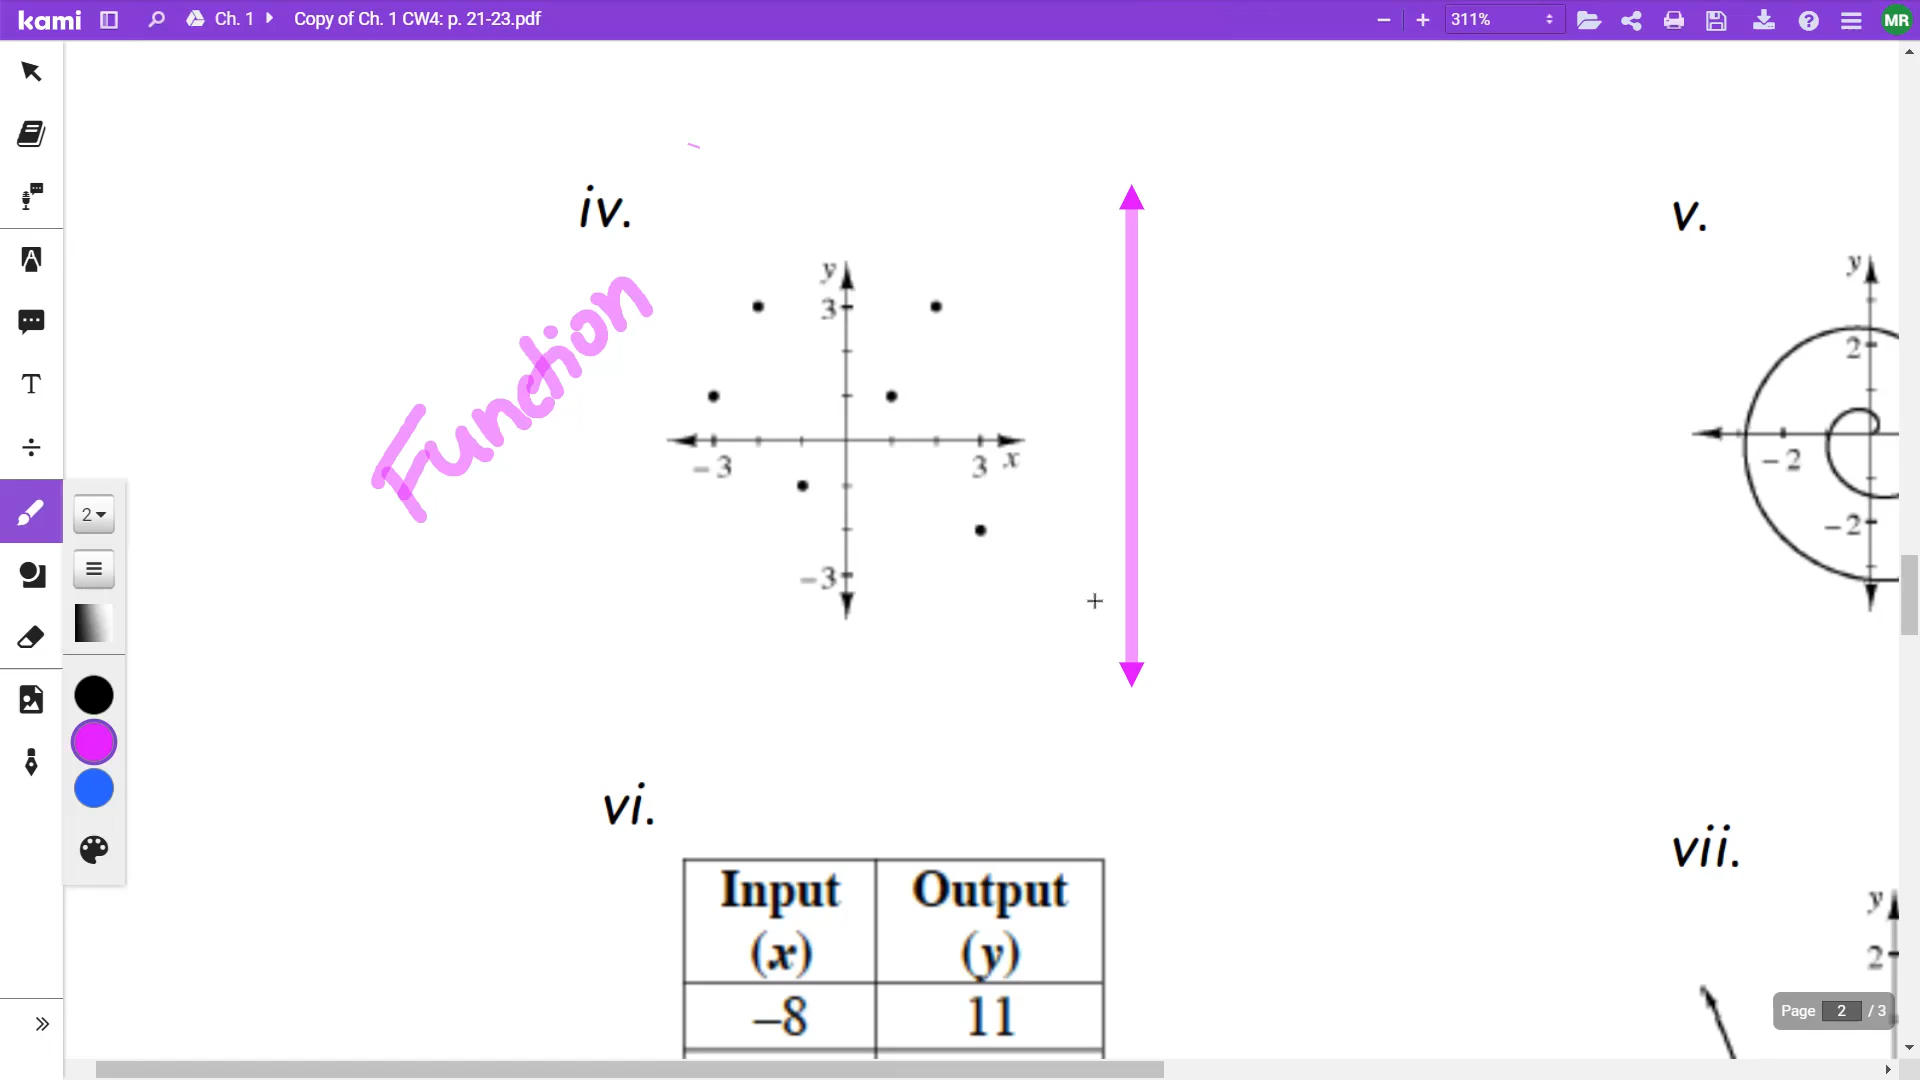 kami Ch. 1 Copy of Ch. 1 CW4: p. 21-23.pdf 311% MR
iv.
v.
Function
y
3
-3
3 x
-3
y
2
-2
-2
2
T
vi.
vii.
Input (x) Output (y)
-8 11
y
2
Page 2 / 3